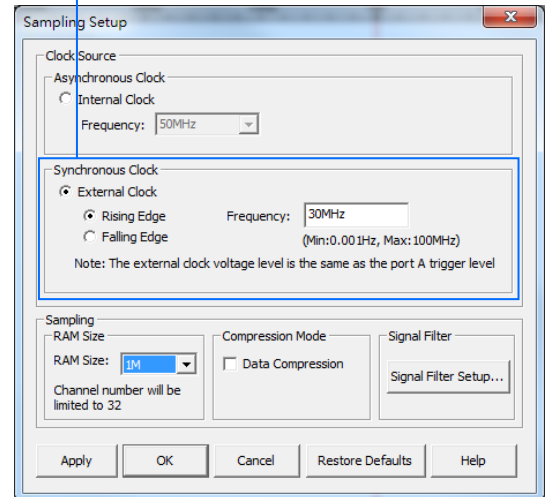 Sampling Setup
x
Clock Source
Asynchronous Clock
Internal Clock
Frequency: 50MHz
Synchronous Clock
External Clock
Rising Edge Frequency: 30MHz
Falling Edge (Min:0.001Hz, Max:100MHz)
Note: The external clock voltage level is the same as the port A trigger level
Sampling
RAM Size Compression Mode Signal Filter
RAM Size: 1M Data Compression Signal Filter Setup...
Channel number will be
limited to 32
Apply OK Cancel Restore Defaults Help